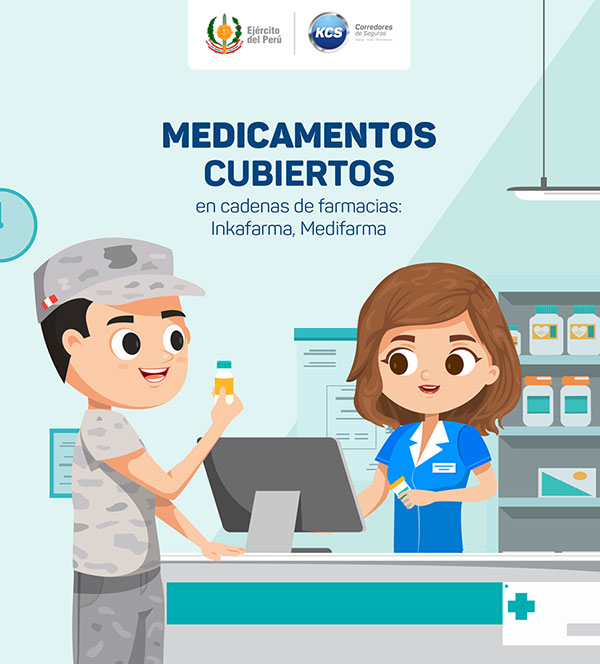 Ejército
del Perú
KCS
Corredores
de Seguros
MEDICAMENTOS
CUBIERTOS
en cadenas de farmacias:
Inkafarma, Medifarma